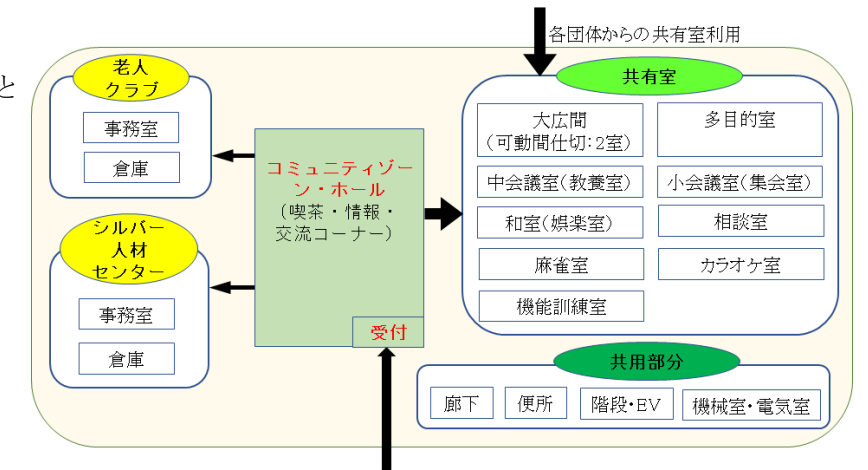 各団体からの共有室利用
と
老人
クラブ
事務室
倉庫
シルバー
人材
センター
事務室
倉庫
コミュニティゾー
ン・ホール
(喫茶・情報・
交流コーナー)
受付
共有室
大広間
(可動間仕切:2室)
多目的室
中会議室(教養室)
小会議室(集会室)
和室(娯楽室)
相談室
麻雀室
カラオケ室
機能訓練室
共用部分
廊下
便所
階段・EV
機械室・電気室